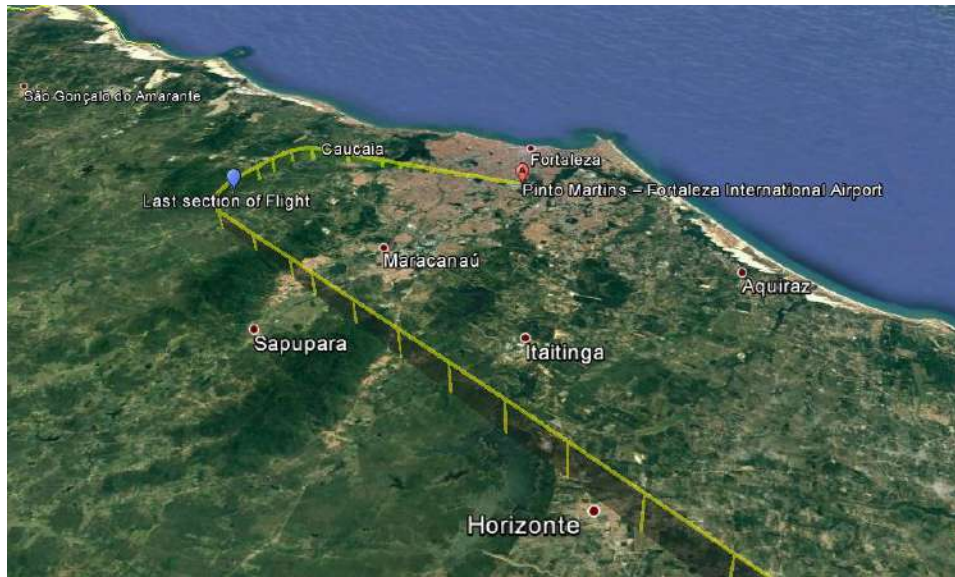 São Gonçalo do Amarante
Caucaia
Fortaleza
Pinto Martins – Fortaleza International Airport
Last section of Flight
Maracanaú
Aquiraz
Sapupara
Itaitinga
Horizonte